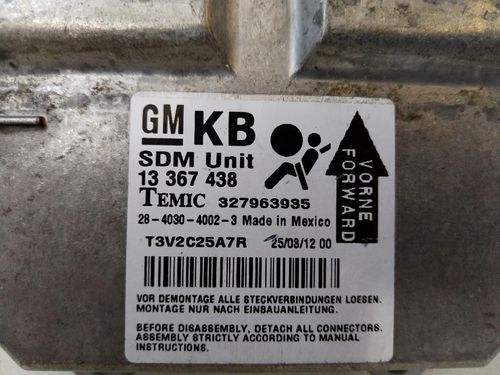 GM KB
SDM Unit
13 367 438
TEMIC 327963935
28-4030-4002-3 Made in Mexico
T3V2C25A7R 25/03/12 00
VORNE
FORWARD
VOR DEMONTAGE ALLE STECKVERBINDUNGEN LOESEN.
MONTAGE NUR NACH EINBAUANLEITUNG.
BEFORE DISASSEMBLY, DETACH ALL CONNECTORS.
ASSEMBLY STRICTLY ACCORDING TO MANUAL
INSTRUCTIONS.